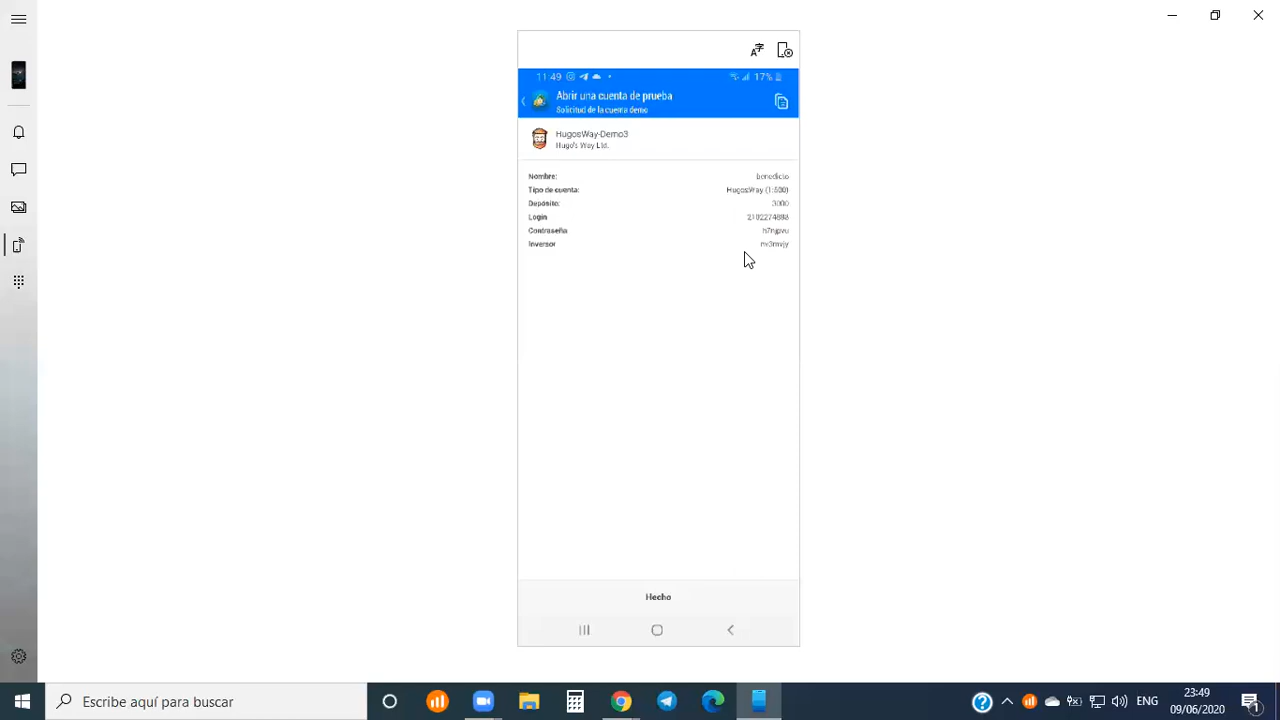 11:49
17%
Abrir una cuenta de prueba
Solicitud de la cuenta demo
HugosWay-Demo3
Hugo's Way Ltd.
Nombre: benedicto
Tipo de cuenta: HugosWay (1:500)
Depósito: 3000
Login
Contraseña
Inversor
Hecho
Escribe aquí para buscar
ENG
23:49
09/06/2020
1